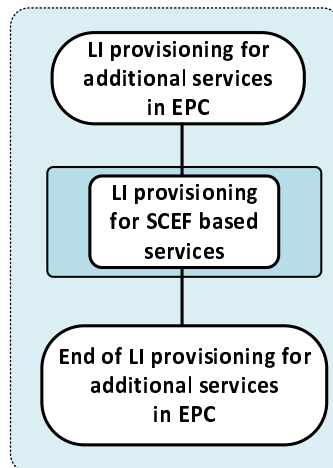 LI provisioning for
additional services
in EPC
LI provisioning
for SCEF based
services
End of LI provisioning for
additional services
in EPC